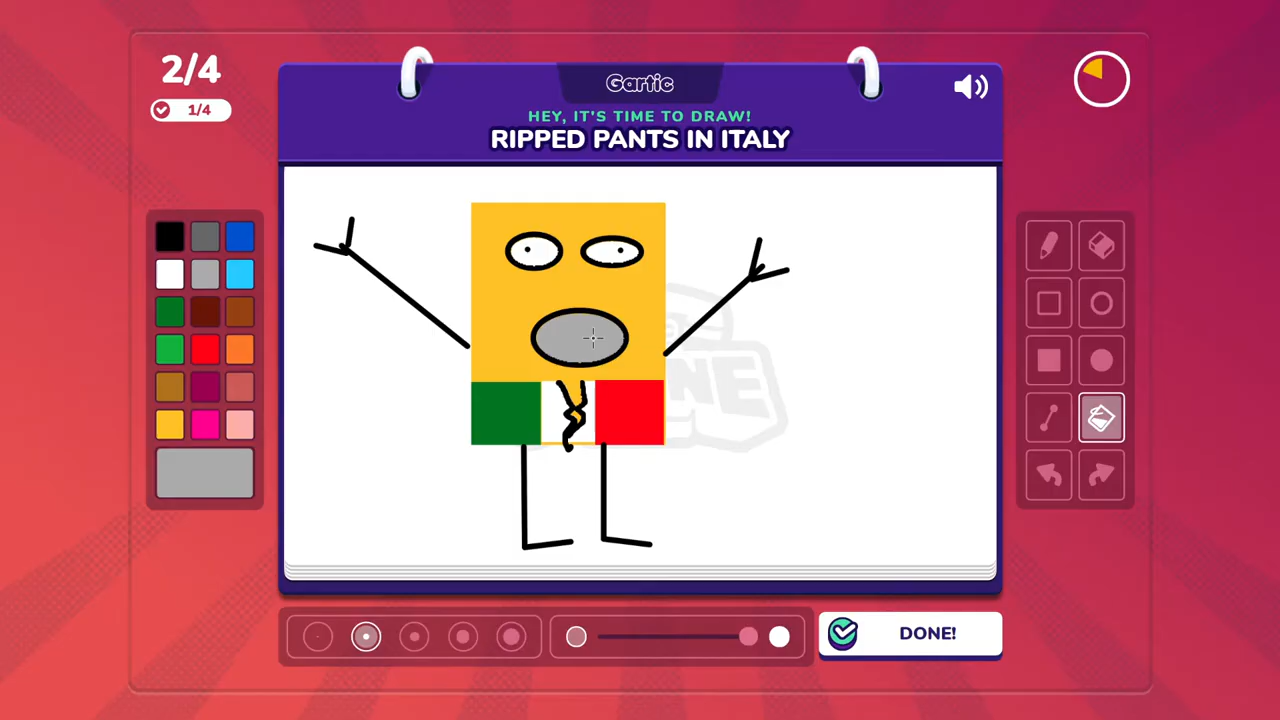 2/4
1/4
Gartic
HEY, IT'S TIME TO DRAW!
RIPPED PANTS IN ITALY
DONE!